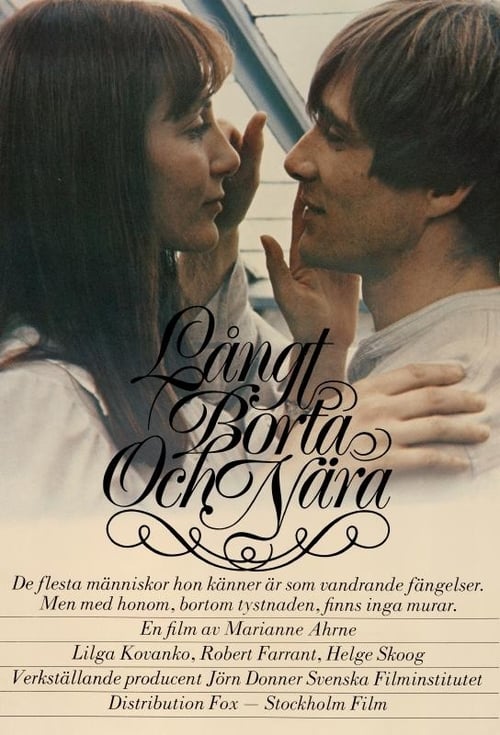 Långt
Borta
Och Nära
De flesta människor hon känner är som vandrande fängelser.
Men med honom, bortom tystnaden, finns inga murar.
En film av Marianne Ahrne
Lilga Kovanko, Robert Farrant, Helge Skoog
Verkställande producent Jörn Donner Svenska Filminstitutet
Distribution Fox — Stockholm Film